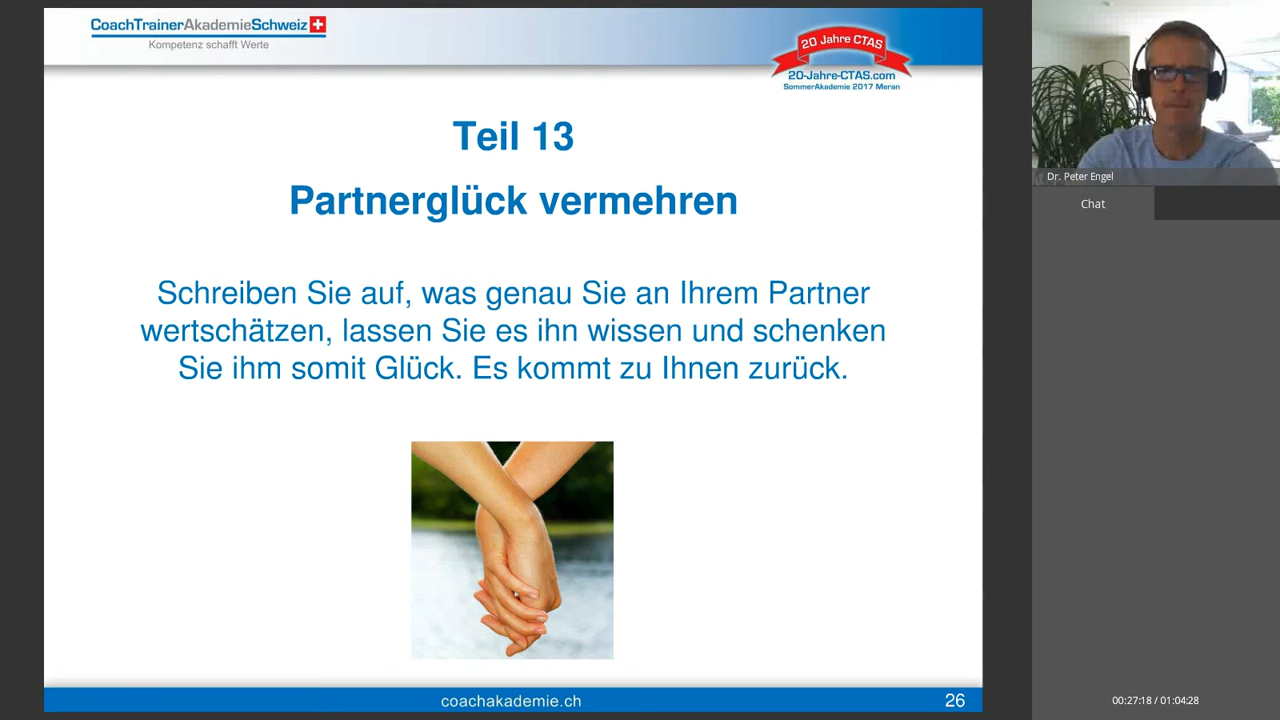 CoachTrainerAkademieSchweiz
Kompetenz schafft Werte
20 Jahre CTAS
20-Jahre-CTAS.com
SommerAkademie 2017 Meran
Teil 13
Partnerglück vermehren
Schreiben Sie auf, was genau Sie an Ihrem Partner
wertschätzen, lassen Sie es ihn wissen und schenken
Sie ihm somit Glück. Es kommt zu Ihnen zurück.
coachakademie.ch
26
Dr. Peter Engel
Chat
00:27:18 / 01:04:28